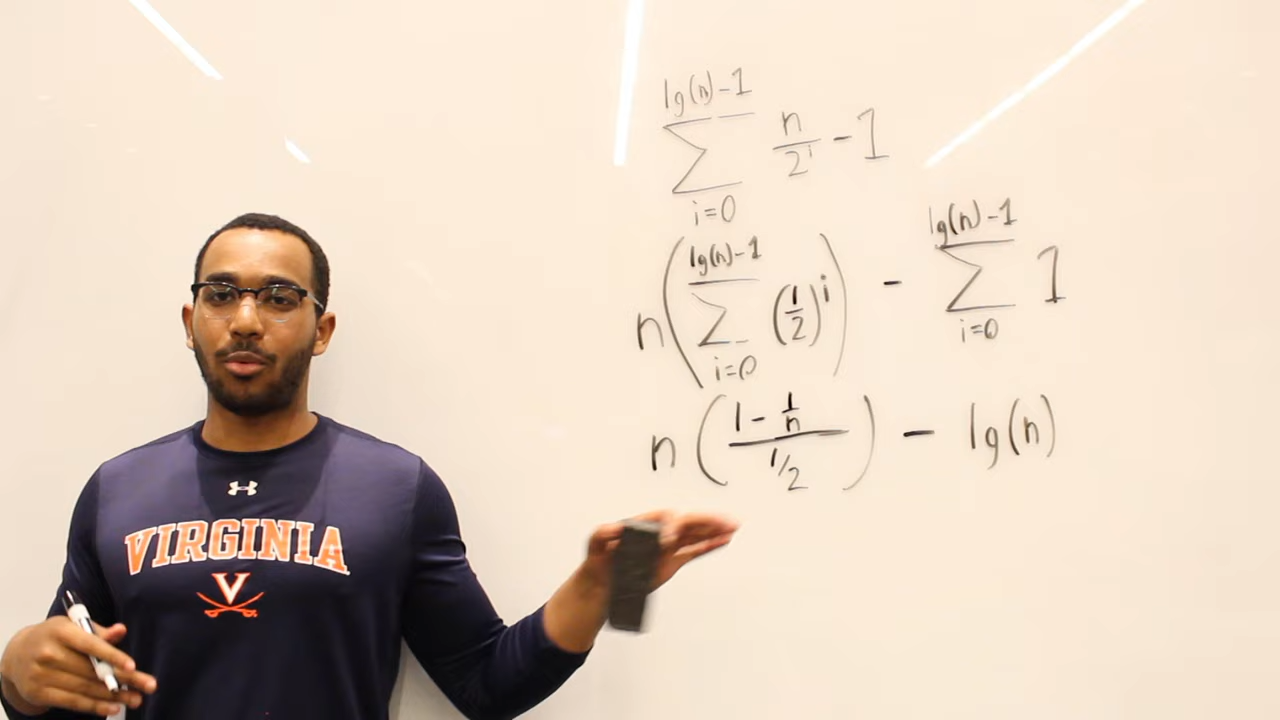 lg(n)-1
∑ n/2^i - 1
i=0
lg(n)-1 lg(n)-1
n(∑ (1/2)^i) - ∑ 1
i=0 i=0
n((1 - 1/n)/(1/2)) - lg(n)
VIRGINIA
V